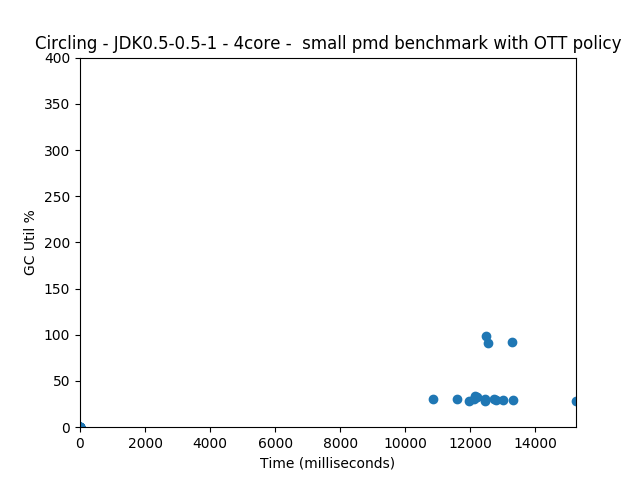 Circling - JDK0.5-0.5-1 - 4core -  small pmd benchmark with OTT policy
400
350
300
250
200
150
100
50
0
GC Util %
0 2000 4000 6000 8000 10000 12000 14000
Time (milliseconds)